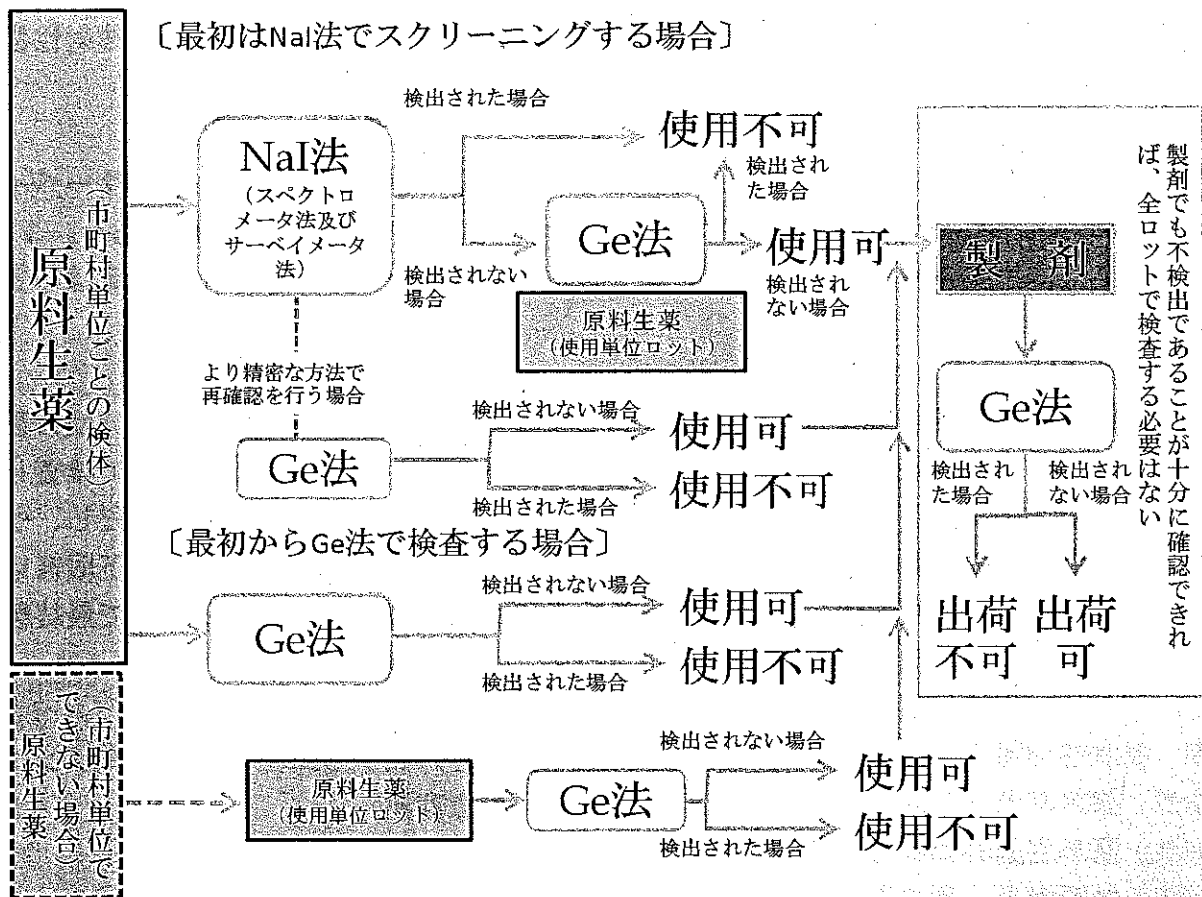 〔最初はNaI法でスクリーニングする場合〕
原料生薬
（市町村単位ごとの検体）
NaI法
（スペクトロ
メータ法及び
サーベイメータ
法）
検出された場合
使用不可
検出され
た場合
検出されない
場合
Ge法
原料生薬
（使用単位ロット）
使用可
検出され
ない場合
より精密な方法で
再確認を行う場合
Ge法
検出されない場合
使用可
検出された場合
使用不可
〔最初からGe法で検査する場合〕
Ge法
検出されない場合
使用可
検出された場合
使用不可
（市町村単位で
できない場合）
原料生薬
原料生薬
（使用単位ロット）
Ge法
検出されない場合
使用可
検出された場合
使用不可
製剤でも不検出であることが十分に確認できれ
ば、全ロットで検査する必要はない
製剤
Ge法
検出され
た場合
検出され
ない場合
出荷
不可
出荷
可